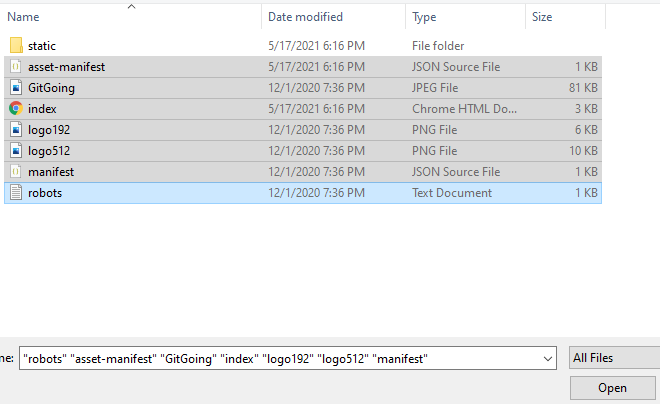 Name Date modified Type Size
static 5/17/2021 6:16 PM File folder
asset-manifest 5/17/2021 6:16 PM JSON Source File 1 KB
GitGoing 12/1/2020 7:36 PM JPEG File 81 KB
index 5/17/2021 6:16 PM Chrome HTML Do... 3 KB
logo192 12/1/2020 7:36 PM PNG File 6 KB
logo512 12/1/2020 7:36 PM PNG File 10 KB
manifest 12/1/2020 7:36 PM JSON Source File 1 KB
robots 12/1/2020 7:36 PM Text Document 1 KB
ne: "robots" "asset-manifest" "GitGoing" "index" "logo192" "logo512" "manifest" All Files
Open